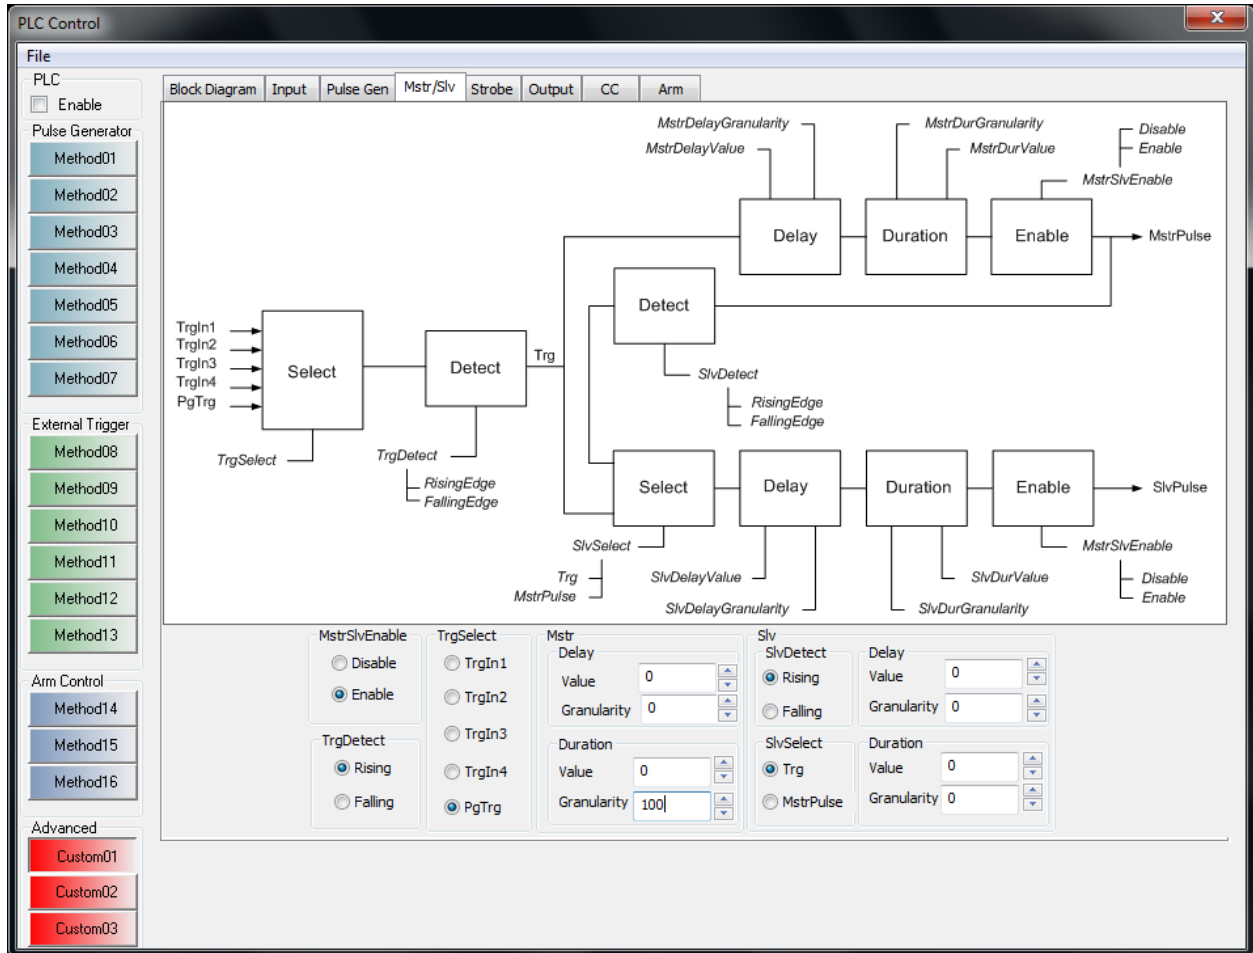 PLC Control
File
PLC
Enable
Pulse Generator
Method01
Method02
Method03
Method04
Method05
Method06
Method07
External Trigger
Method08
Method09
Method10
Method11
Method12
Method13
Arm Control
Method14
Method15
Method16
Advanced
Custom01
Custom02
Custom03
Block Diagram Input Pulse Gen Mstr/Slv Strobe Output CC Arm
MstrDelayGranularity MstrDurGranularity Disable
MstrDelayValue MstrDurValue Enable
MstrSlvEnable
Delay Duration Enable MstrPulse
Detect
TrgIn1
TrgIn2
TrgIn3
TrgIn4
PgTrg
Select Detect Trg
SlvDetect
RisingEdge
FallingEdge
TrgSelect TrgDetect
RisingEdge
FallingEdge
Select Delay Duration Enable SlvPulse
SlvSelect MstrSlvEnable
Trg SlvDelayValue SlvDurValue Disable
MstrPulse SlvDelayGranularity SlvDurGranularity Enable
MstrSlvEnable
Disable
Enable
TrgDetect
Rising
Falling
TrgSelect
TrgIn1
TrgIn2
TrgIn3
TrgIn4
PgTrg
Mstr
Delay
Value 0
Granularity 0
Duration
Value 0
Granularity 100
Slv
SlvDetect
Rising
Falling
SlvSelect
Trg
MstrPulse
Delay
Value 0
Granularity 0
Duration
Value 0
Granularity 0